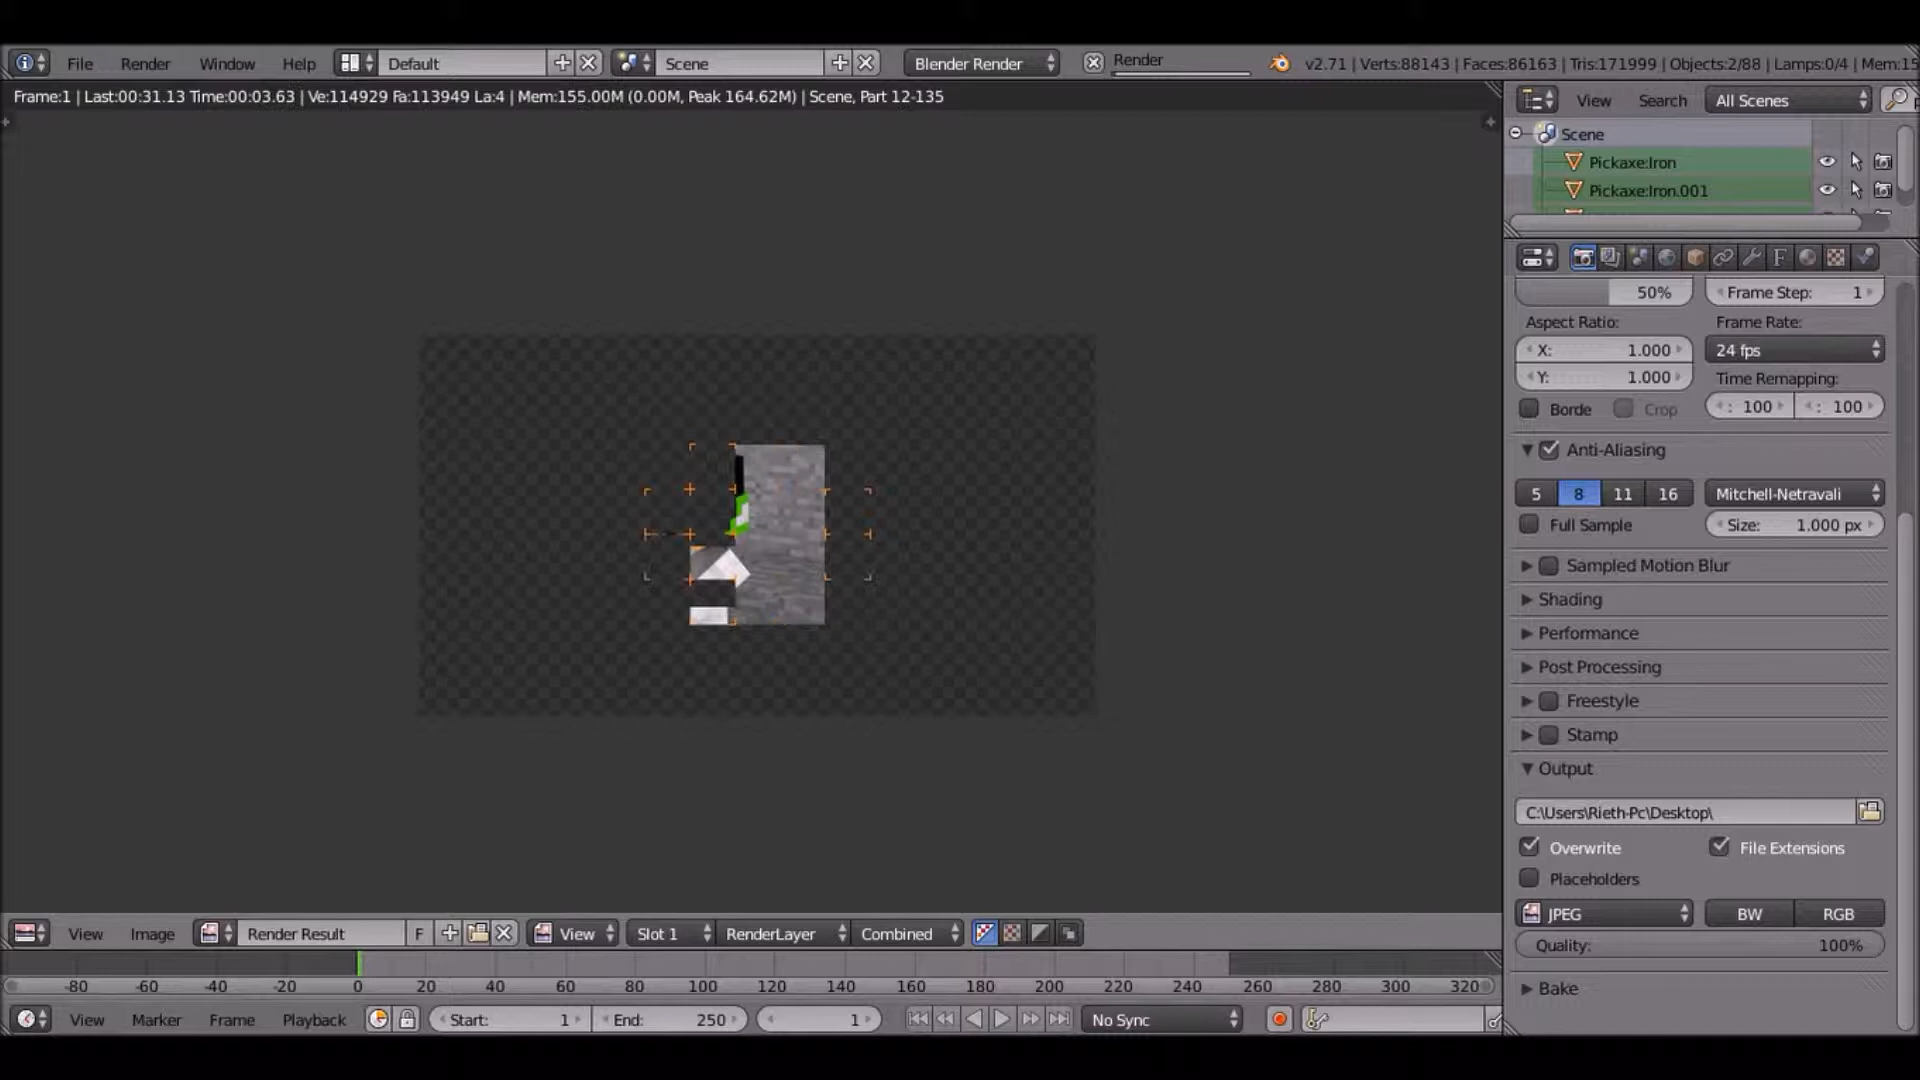 File Render Window Help Default Scene Blender Render Render v2.71 | Verts:88143 | Faces:86163 | Tris:171999 | Objects:2/88 | Lamps:0/4 | Mem:15
Frame:1 | Last:00:31.13 Time:00:03.63 | Ve:114929 Fa:113949 La:4 | Mem:155.00M (0.00M, Peak 164.62M) | Scene, Part 12-135
View Search All Scenes
Scene
Pickaxe:Iron
Pickaxe:Iron.001
50% Frame Step: 1
Aspect Ratio: Frame Rate:
X: 1.000 24 fps
Y: 1.000 Time Remapping:
Borde Crop : 100 : 100
Anti-Aliasing
5 8 11 16 Mitchell-Netravali
Full Sample Size: 1.000 px
Sampled Motion Blur
Shading
Performance
Post Processing
Freestyle
Stamp
Output
C:\Users\Rieth-Pc\Desktop\
Overwrite File Extensions
Placeholders
JPEG BW RGB
Quality: 100%
Bake
View Image Render Result F View Slot 1 RenderLayer Combined
-80 -60 -40 -20 0 20 40 60 80 100 120 140 160 180 200 220 240 260 280 300 320
View Marker Frame Playback Start: 1 End: 250 1 No Sync